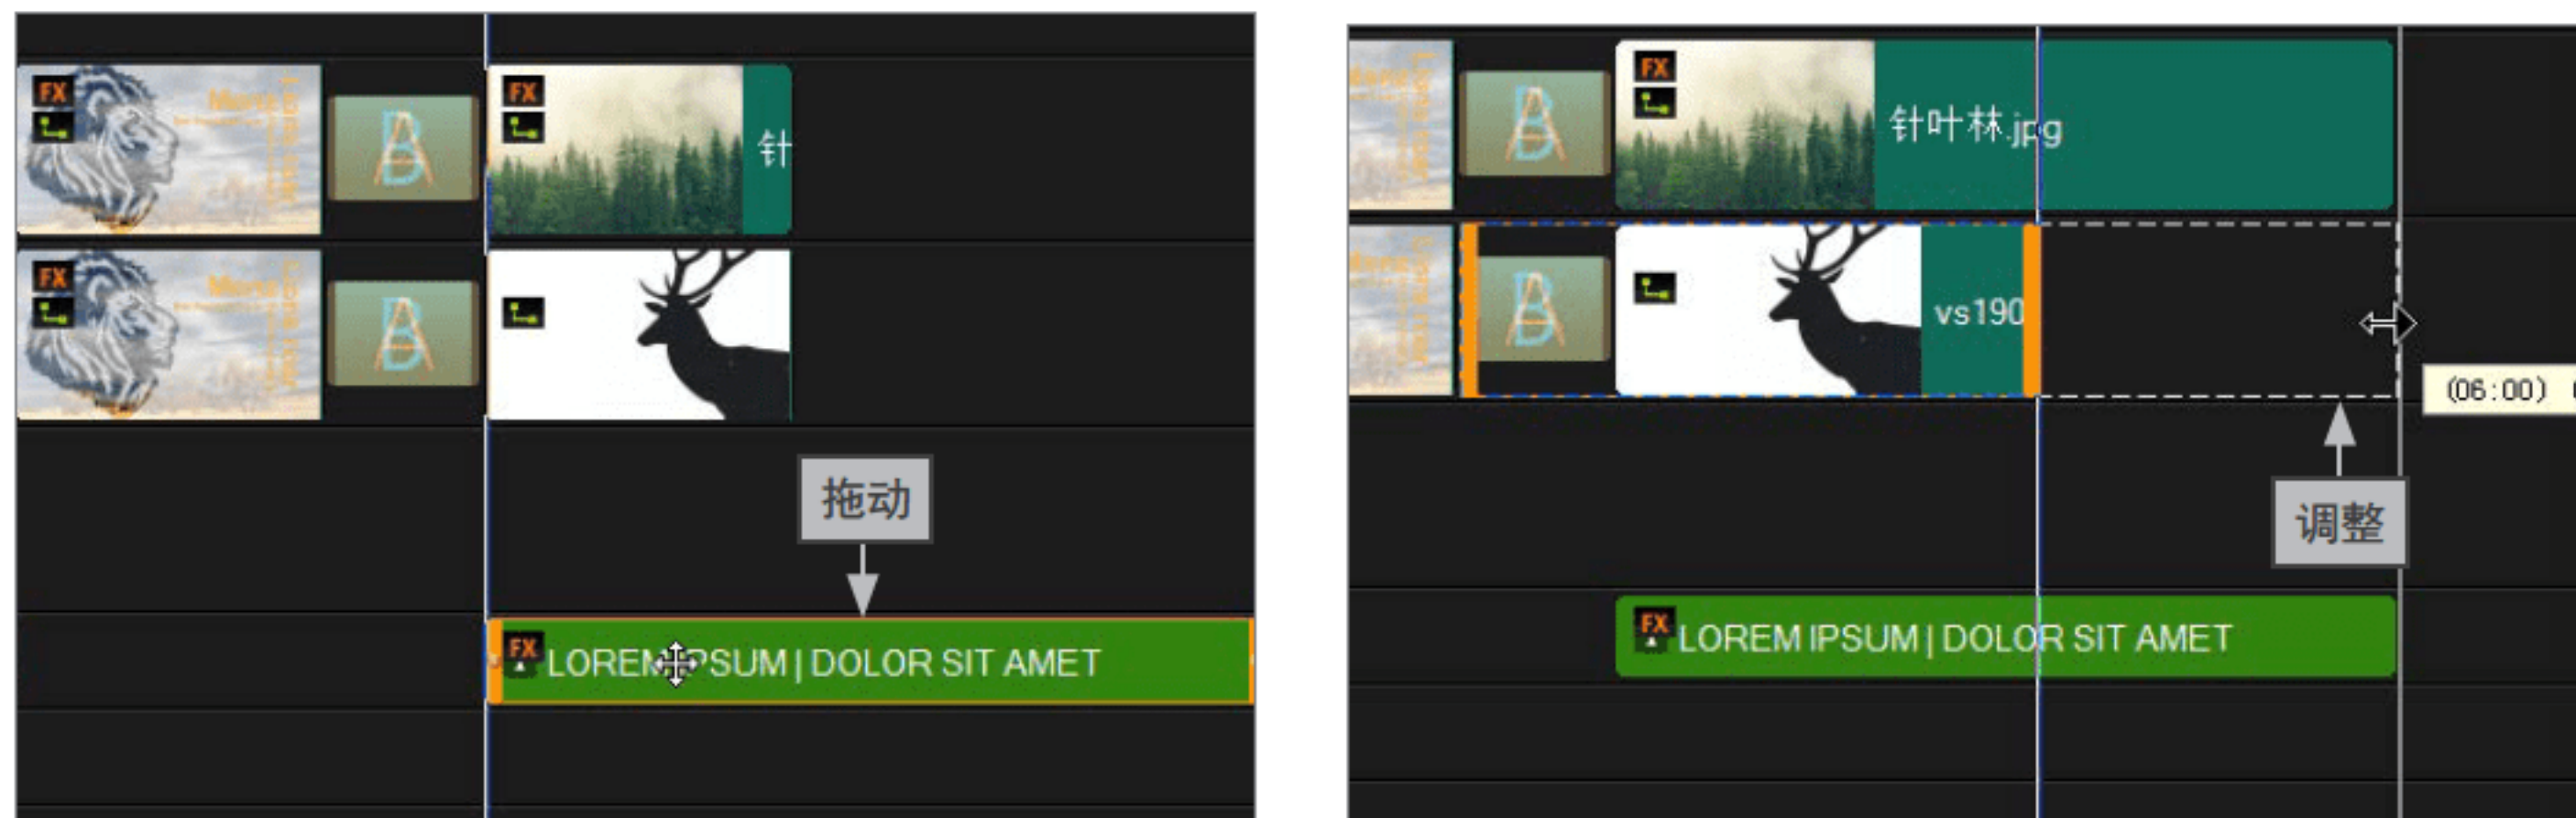 FX
FX
针
FX
拖动
FX LOREM IPSUM | DOLOR SIT AMET
FX
针叶林.jpg
vs190
(06:00)
调整
FX LOREM IPSUM | DOLOR SIT AMET